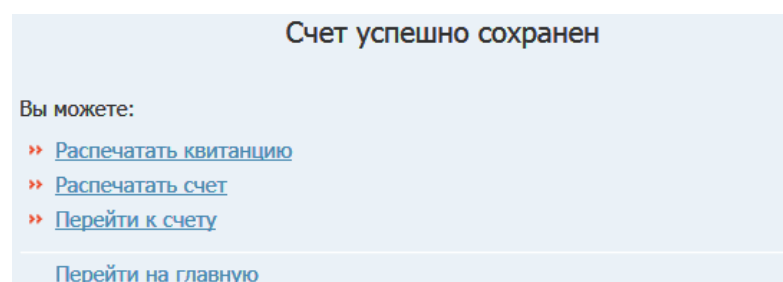 Счет успешно сохранен
Вы можете:
Распечатать квитанцию
Распечатать счет
Перейти к счету
Перейти на главную